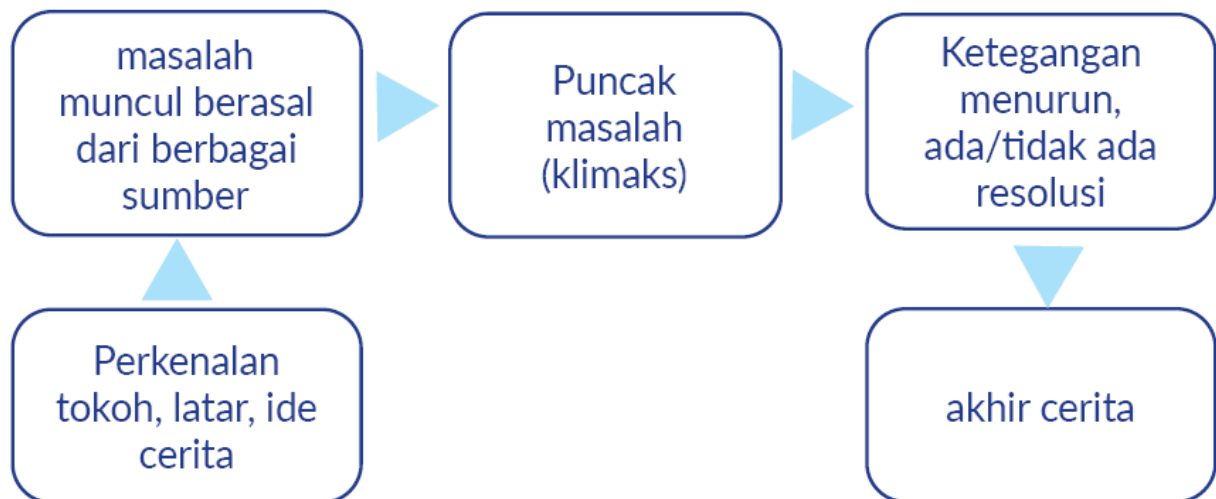 masalah
muncul berasal
dari berbagai
sumber
Puncak
masalah
(klimaks)
Ketegangan
menurun,
ada/tidak ada
resolusi
Perkenalan
tokoh, latar, ide
cerita
akhir cerita